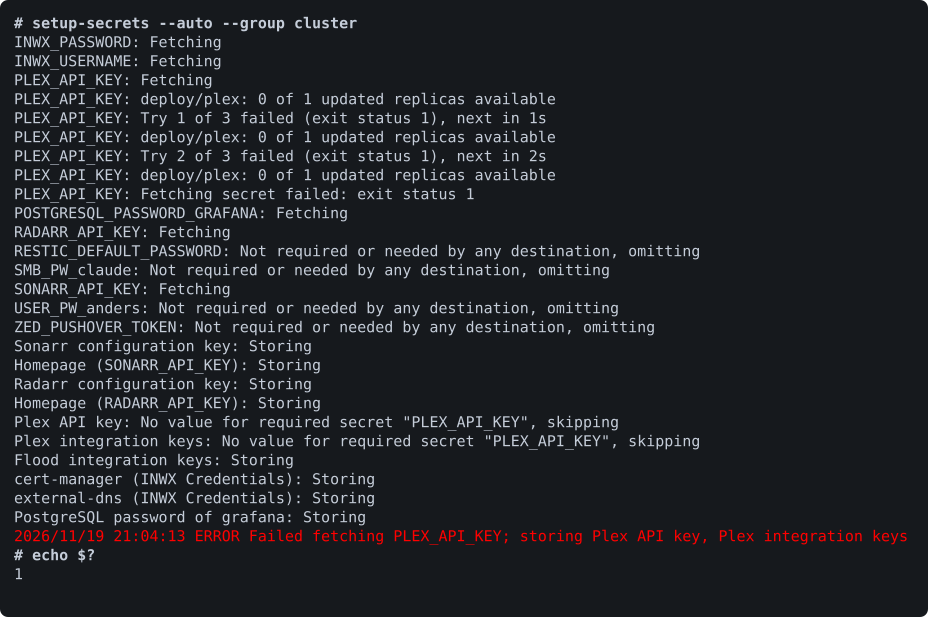 # setup-secrets --auto --group cluster
INWX_PASSWORD: Fetching
INWX_USERNAME: Fetching
PLEX_API_KEY: Fetching
PLEX_API_KEY: deploy/plex: 0 of 1 updated replicas available
PLEX_API_KEY: Try 1 of 3 failed (exit status 1), next in 1s
PLEX_API_KEY: deploy/plex: 0 of 1 updated replicas available
PLEX_API_KEY: Try 2 of 3 failed (exit status 1), next in 2s
PLEX_API_KEY: deploy/plex: 0 of 1 updated replicas available
PLEX_API_KEY: Fetching secret failed: exit status 1
POSTGRESQL_PASSWORD_GRAFANA: Fetching
RADARR_API_KEY: Fetching
RESTIC_DEFAULT_PASSWORD: Not required or needed by any destination, omitting
SMB_PW_claude: Not required or needed by any destination, omitting
SONARR_API_KEY: Fetching
USER_PW_anders: Not required or needed by any destination, omitting
ZED_PUSHOVER_TOKEN: Not required or needed by any destination, omitting
Sonarr configuration key: Storing
Homepage (SONARR_API_KEY): Storing
Radarr configuration key: Storing
Homepage (RADARR_API_KEY): Storing
Plex API key: No value for required secret "PLEX_API_KEY", skipping
Plex integration keys: No value for required secret "PLEX_API_KEY", skipping
Flood integration keys: Storing
cert-manager (INWX Credentials): Storing
external-dns (INWX Credentials): Storing
PostgreSQL password of grafana: Storing
2026/11/19 21:04:13 ERROR Failed fetching PLEX_API_KEY; storing Plex API key, Plex integration keys
# echo $?
1